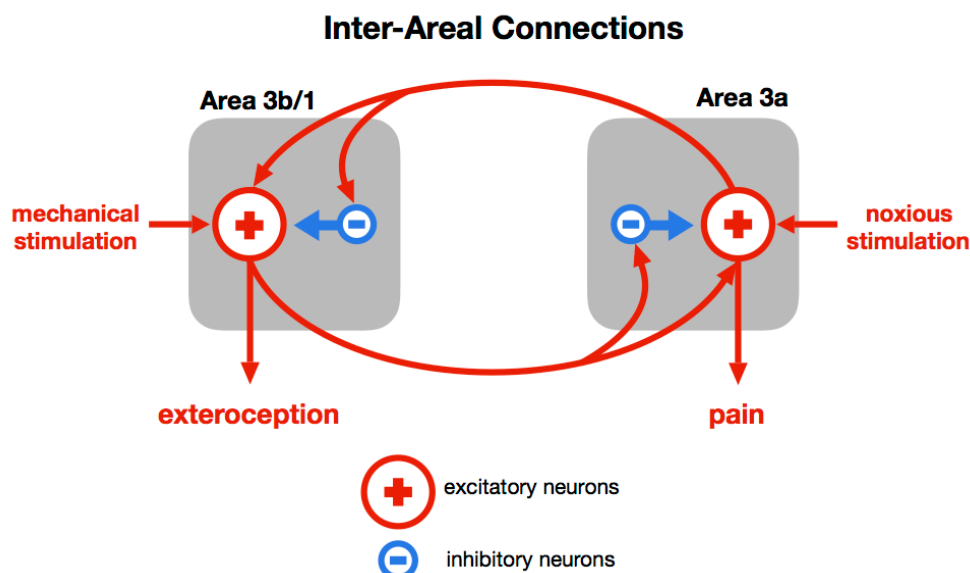 Inter-Areal Connections
Area 3b/1
Area 3a
mechanical
stimulation
noxious
stimulation
exteroception
pain
excitatory neurons
inhibitory neurons